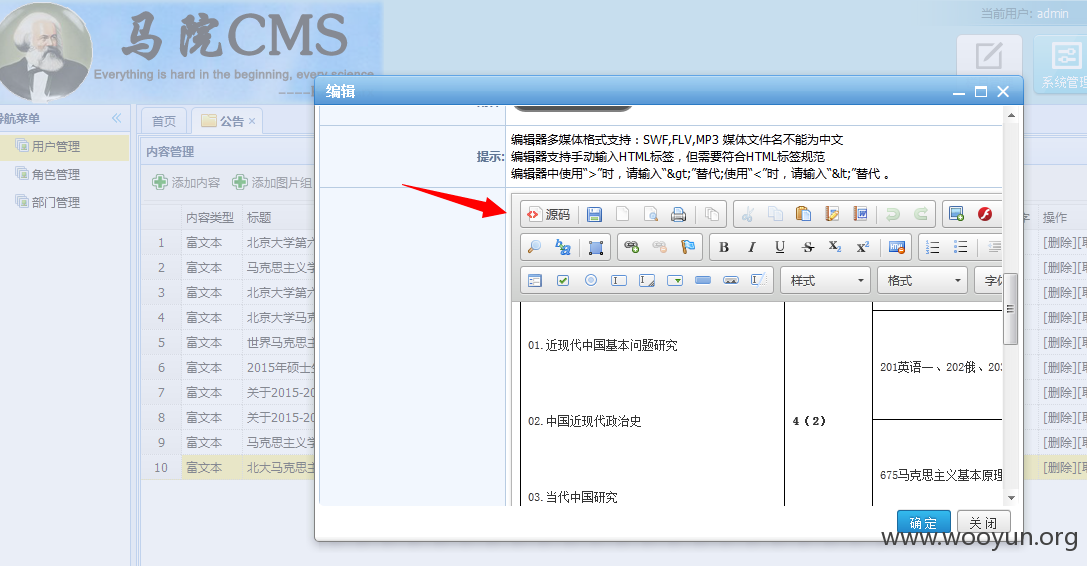 当前用户: admin
马院CMS
Everything is hard in the beginning, every science
系统管理
导航菜单
用户管理
角色管理
部门管理
首页
公告
内容管理
添加内容
添加图片组
内容类型 标题 操作
1 富文本 北京大学第六 [删除]
2 富文本 马克思主义学 [删除]
3 富文本 北京大学第六 [删除]
4 富文本 北京大学马克 [删除]
5 富文本 世界马克思主 [删除]
6 富文本 2015年硕士 [删除]
7 富文本 关于2015-20 [删除]
8 富文本 关于2015-20 [删除]
9 富文本 马克思主义学 [删除]
10 富文本 北大马克思主 [删除]
编辑
提示:
编辑器多媒体格式支持：SWF,FLV,MP3 媒体文件名不能为中文
编辑器支持手动输入HTML标签，但需要符合HTML标签规范
编辑器中使用“>”时，请输入“&gt;”替代;使用“<”时，请输入“&lt;”替代 。
源码
B I U S X₂ X²
样式
格式
字体
01. 近现代中国基本问题研究
201英语一、202俄、203
02. 中国近现代政治史
4（2）
675马克思主义基本原理
03. 当代中国研究
确定
关闭
www.wooyun.org